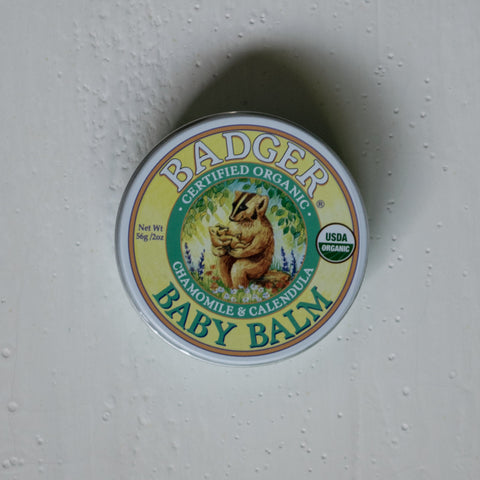 BADGER®
· CERTIFIED ORGANIC ·
Net Wt
56g /2oz
USDA
ORGANIC
CHAMOMILE & CALENDULA
BABY BALM